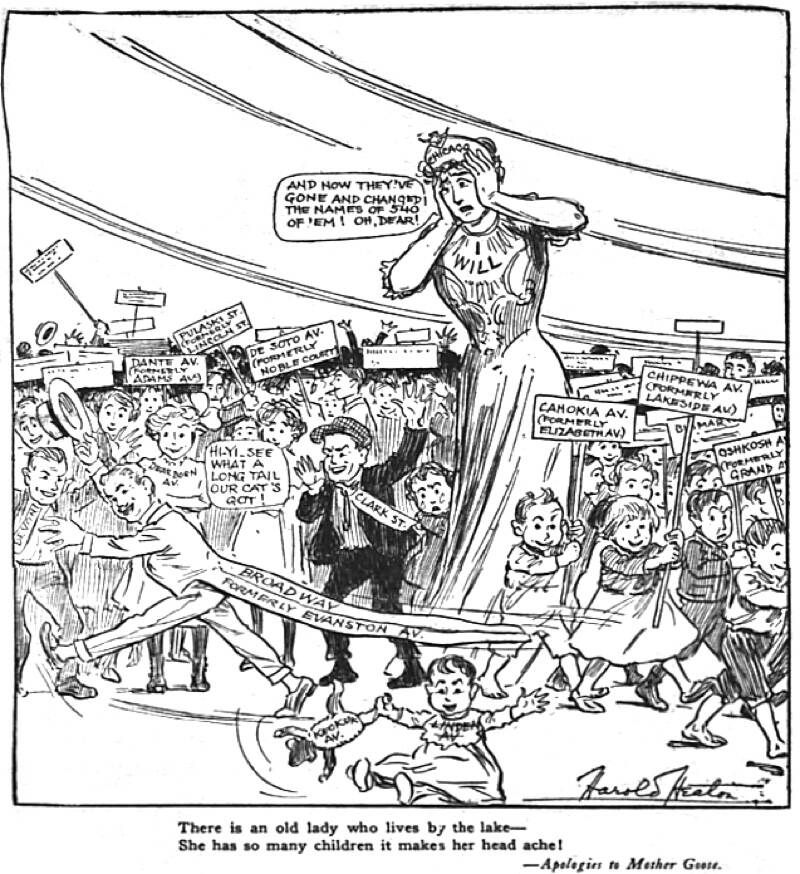 CHICAGO
AND NOW THEY'VE
GONE AND CHANGED
THE NAMES OF 540
OF 'EM! OH, DEAR!
I
WILL
PULASKI ST.
(FORMERLY
LINCOLN ST.
DE SOTO AV.
(FORMERLY
NOBLE COURT)
DANTE AV.
(FORMERLY
ADAMS AV.)
CHIPPEWA AV.
(FORMERLY
LAKESIDE AV.)
CAHOKIA AV.
(FORMERLY
ELIZABETH AV.)
OSHKOSH A
(FORMERLY
GRAND A
DEARBORN
AV.
HI-YI-SEE
WHAT A
LONG TAIL
OUR CAT'S
GOT!
CLARK ST.
BROADWAY
FORMERLY EVANSTON AV.
AV.
LINDEN
AV.
Harold Heaton
There is an old lady who lives by the lake—
She has so many children it makes her head ache!
—Apologies to Mother Goose.